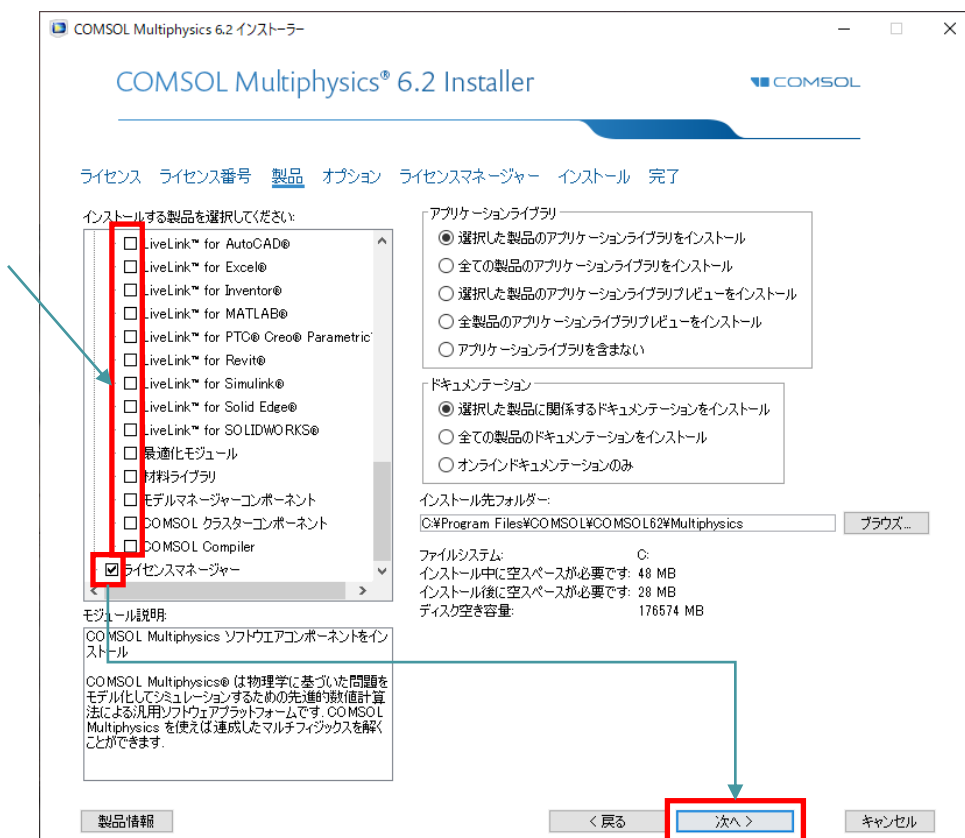 COMSOL Multiphysics 6.2 インストーラー
COMSOL Multiphysics® 6.2 Installer
COMSOL
ライセンス ライセンス番号 製品 オプション ライセンスマネージャー インストール 完了
インストールする製品を選択してください:
LiveLink™ for AutoCAD®
LiveLink™ for Excel®
LiveLink™ for Inventor®
LiveLink™ for MATLAB®
LiveLink™ for PTC® Creo® Parametric
LiveLink™ for Revit®
LiveLink™ for Simulink®
LiveLink™ for Solid Edge®
LiveLink™ for SOLIDWORKS®
最適化モジュール
材料ライブラリ
モデルマネージャーコンポーネント
COMSOL クラスターコンポーネント
COMSOL Compiler
ライセンスマネージャー
モジュール説明:
COMSOL Multiphysics ソフトウエアコンポーネントをイン
ストール
COMSOL Multiphysics® は物理学に基づいた問題を
モデル化してシミュレーションするための先進的数値計算
法による汎用ソフトウェアプラットフォームです. COMSOL
Multiphysics を使えば連成したマルチフィジックスを解く
ことができます.
アプリケーションライブラリ
選択した製品のアプリケーションライブラリをインストール
全ての製品のアプリケーションライブラリをインストール
選択した製品のアプリケーションライブラリプレビューをインストール
全製品のアプリケーションライブラリプレビューをインストール
アプリケーションライブラリを含まない
ドキュメンテーション
選択した製品に関係するドキュメンテーションをインストール
全ての製品のドキュメンテーションをインストール
オンラインドキュメンテーションのみ
インストール先フォルダー:
C:¥Program Files¥COMSOL¥COMSOL62¥Multiphysics ブラウズ...
ファイルシステム: C:
インストール中に空スペースが必要です: 48 MB
インストール後に空スペースが必要です: 28 MB
ディスク空き容量: 176574 MB
製品情報 < 戻る 次へ > キャンセル